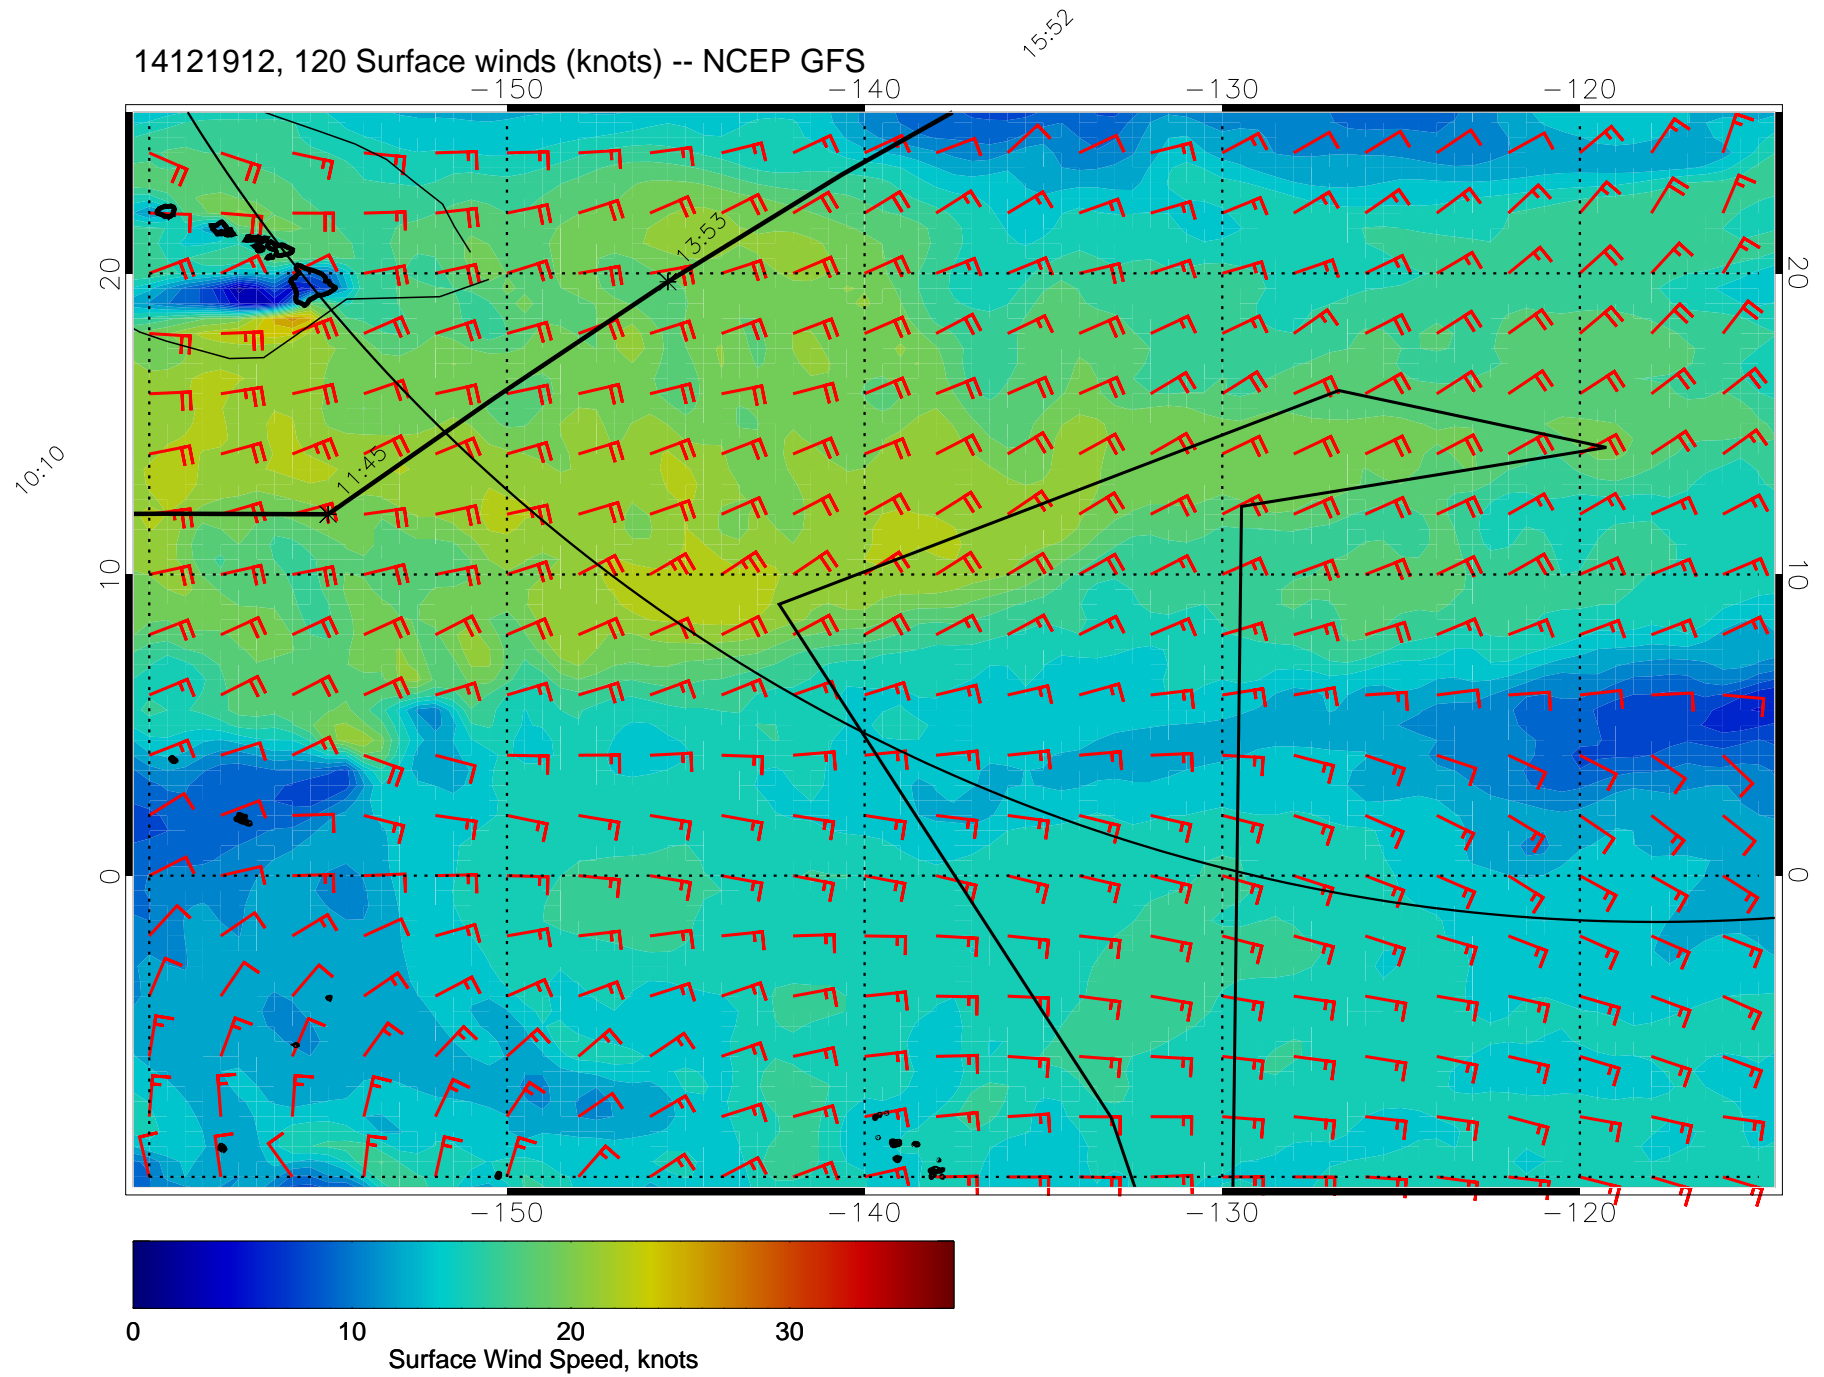 15:52
14121912, 120 Surface winds (knots) -- NCEP GFS
-150 -140 -130 -120
13:53
20 20
11:45
10:10
10 10
0 0
-150 -140 -130 -120
0 10 20 30
Surface Wind Speed, knots